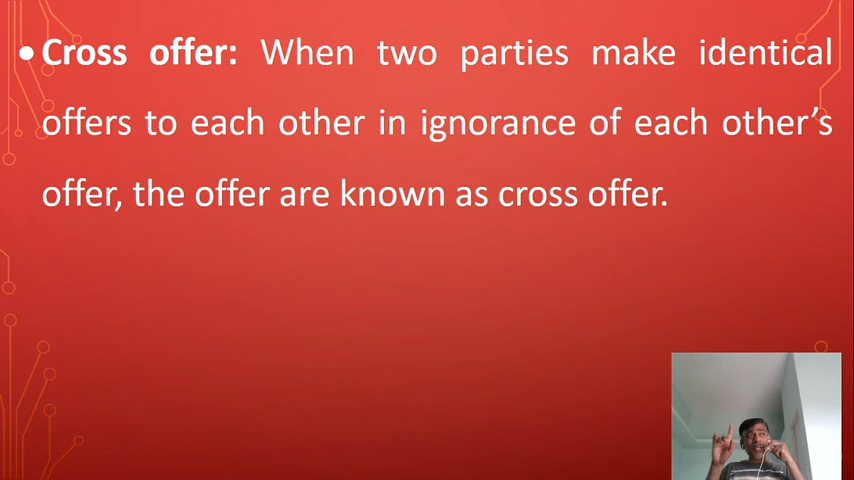 • Cross offer: When two parties make identical
offers to each other in ignorance of each other's
offer, the offer are known as cross offer.